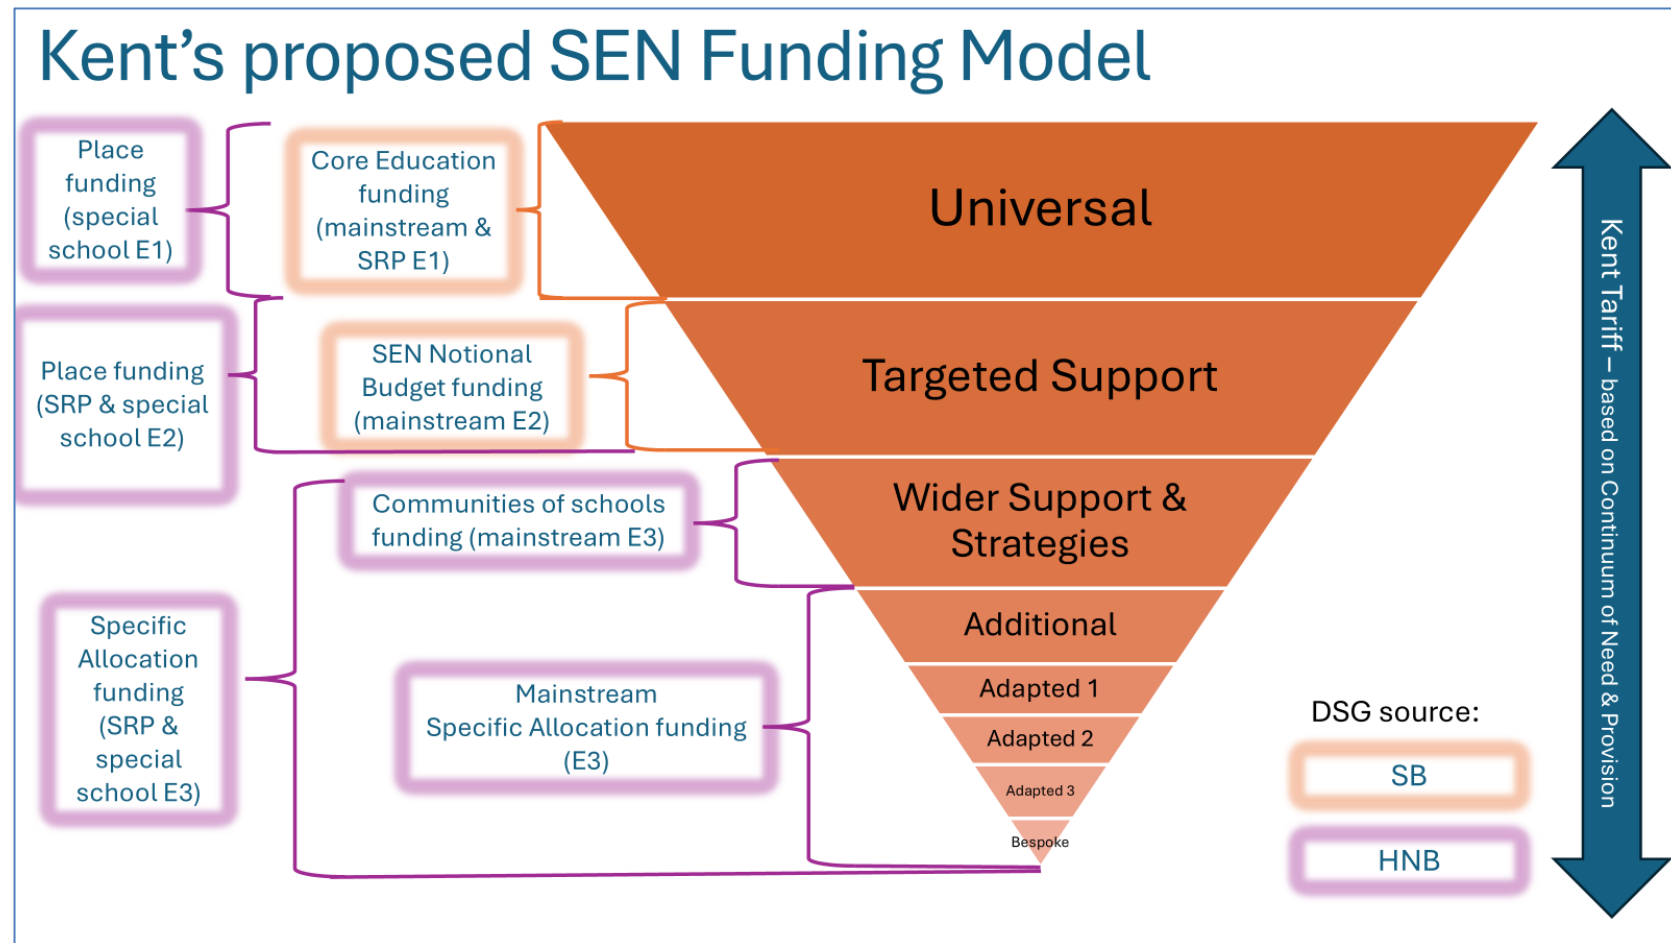 Kent’s proposed SEN Funding Model
Place
funding
(special
school E1)
Core Education
funding
(mainstream &
SRP E1)
Universal
Place funding
(SRP & special
school E2)
SEN Notional
Budget funding
(mainstream E2)
Targeted Support
Communities of schools
funding (mainstream E3)
Wider Support &
Strategies
Specific
Allocation
funding
(SRP &
special
school E3)
Mainstream
Specific Allocation funding
(E3)
Additional
Adapted 1
Adapted 2
Adapted 3
Bespoke
DSG source:
SB
HNB
Kent Tariff – based on Continuum of Need & Provision